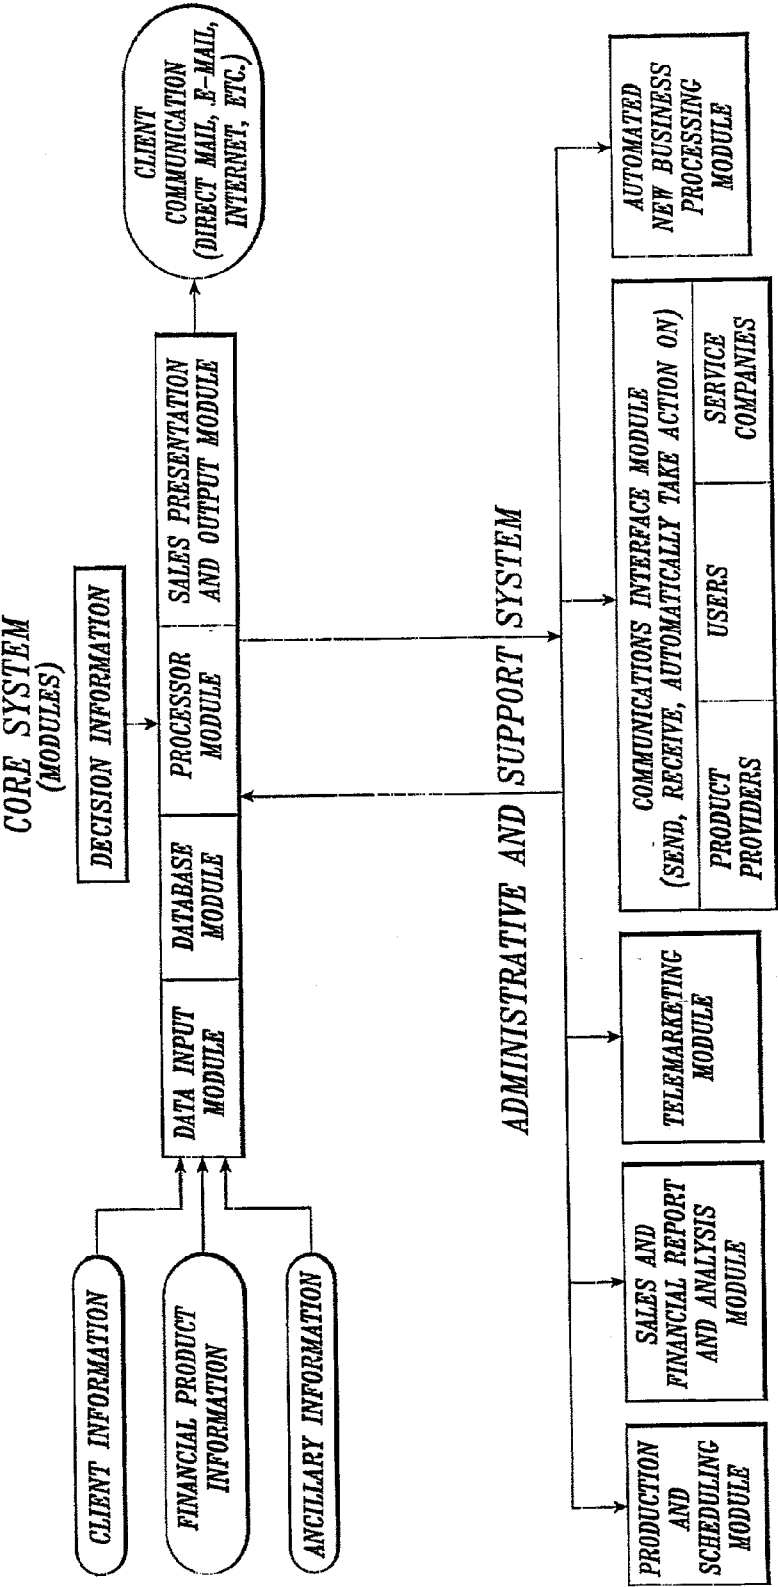 CORE SYSTEM
(MODULES)
DECISION INFORMATION
CLIENT INFORMATION
FINANCIAL PRODUCT
INFORMATION
ANCILLARY INFORMATION
DATA INPUT
MODULE
DATABASE
MODULE
PROCESSOR
MODULE
SALES PRESENTATION
AND OUTPUT MODULE
CLIENT
COMMUNICATION
(DIRECT MAIL, E-MAIL,
INTERNET, ETC.)
ADMINISTRATIVE AND SUPPORT SYSTEM
PRODUCTION
AND
SCHEDULING
MODULE
SALES AND
FINANCIAL REPORT
AND ANALYSIS
MODULE
TELEMARKETING
MODULE
COMMUNICATIONS INTERFACE MODULE
(SEND, RECEIVE, AUTOMATICALLY TAKE ACTION ON)
PRODUCT
PROVIDERS
USERS
SERVICE
COMPANIES
AUTOMATED
NEW BUSINESS
PROCESSING
MODULE